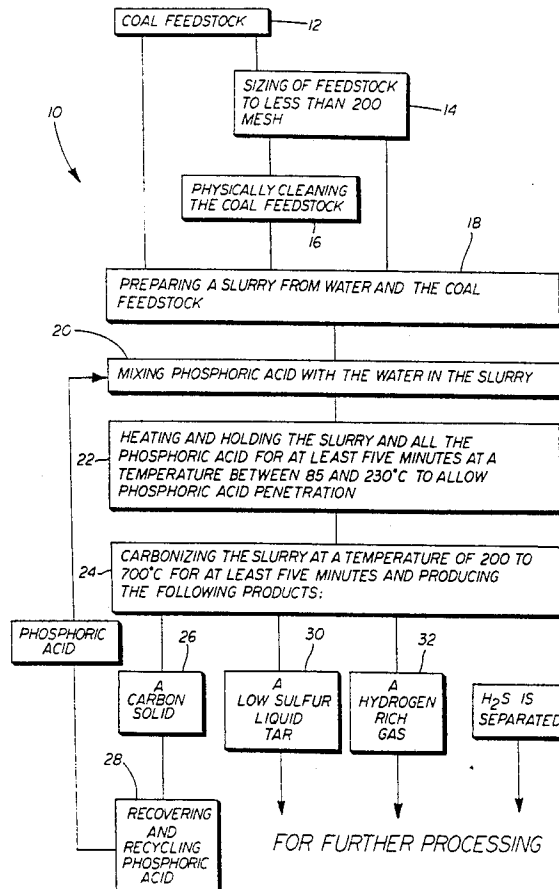 COAL FEEDSTOCK
12
SIZING OF FEEDSTOCK
TO LESS THAN 200
MESH
14
10
PHYSICALLY CLEANING
THE COAL FEEDSTOCK
16
18
PREPARING A SLURRY FROM WATER AND THE COAL
FEEDSTOCK
20
MIXING PHOSPHORIC ACID WITH THE WATER IN THE SLURRY
22
HEATING AND HOLDING THE SLURRY AND ALL THE
PHOSPHORIC ACID FOR AT LEAST FIVE MINUTES AT A
TEMPERATURE BETWEEN 85 AND 230°C TO ALLOW
PHOSPHORIC ACID PENETRATION
24
CARBONIZING THE SLURRY AT A TEMPERATURE OF 200 TO
700°C FOR AT LEAST FIVE MINUTES AND PRODUCING
THE FOLLOWING PRODUCTS:
PHOSPHORIC
ACID
26
A
CARBON
SOLID
30
A
LOW SULFUR
LIQUID
TAR
32
A
HYDROGEN
RICH
GAS
H2S IS
SEPARATED
28
RECOVERING
AND
RECYCLING
PHOSPHORIC
ACID
FOR FURTHER PROCESSING